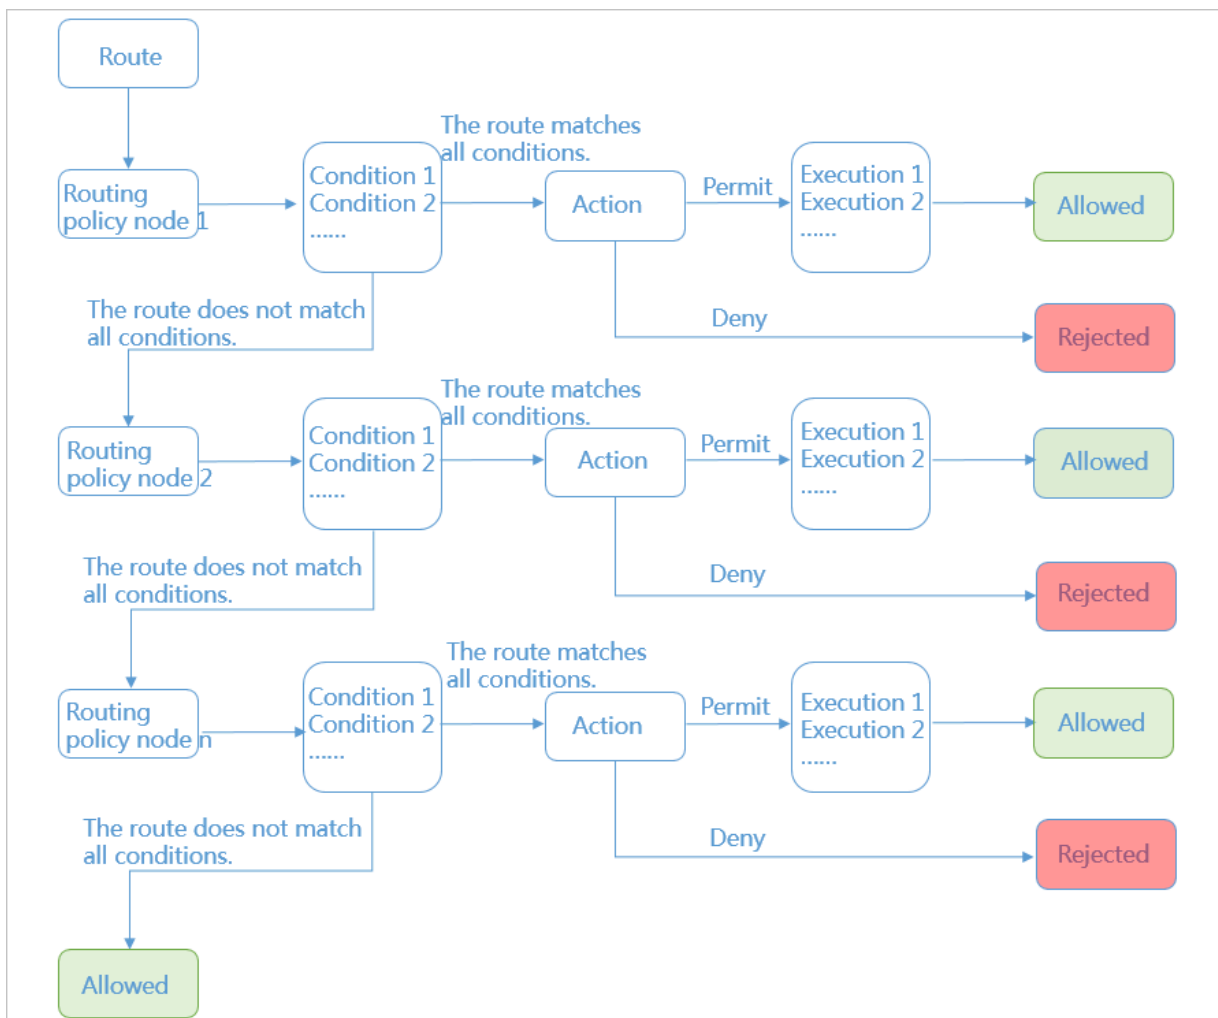 Route
The route matches
all conditions.
Routing
policy node 1
Condition 1
Condition 2
......
Action
Permit
Execution 1
Execution 2
......
Allowed
Deny
Rejected
The route does not match
all conditions.
The route matches
all conditions.
Routing
policy node 2
Condition 1
Condition 2
......
Action
Permit
Execution 1
Execution 2
......
Allowed
Deny
Rejected
The route does not match
all conditions.
The route matches
all conditions.
Routing
policy node n
Condition 1
Condition 2
......
Action
Permit
Execution 1
Execution 2
......
Allowed
Deny
Rejected
The route does not match
all conditions.
Allowed